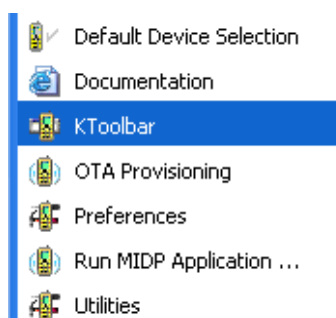 Default Device Selection
Documentation
KToolbar
OTA Provisioning
Preferences
Run MIDP Application ...
Utilities